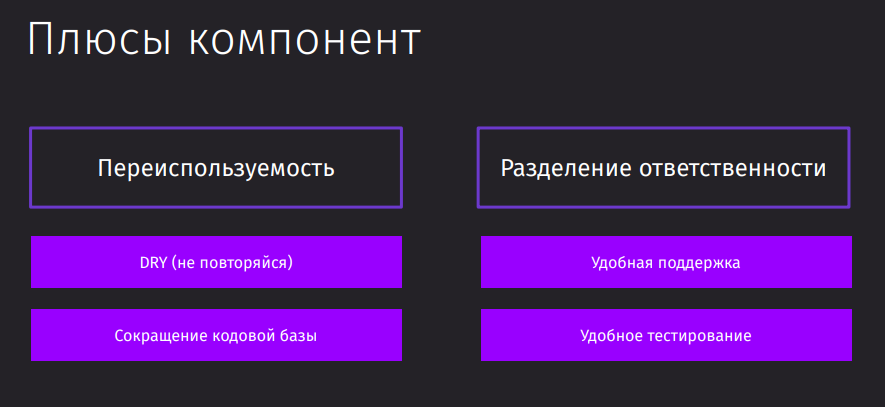 Плюсы компонент
Переиспользуемость
Разделение ответственности
DRY (не повторяйся)
Удобная поддержка
Сокращение кодовой базы
Удобное тестирование